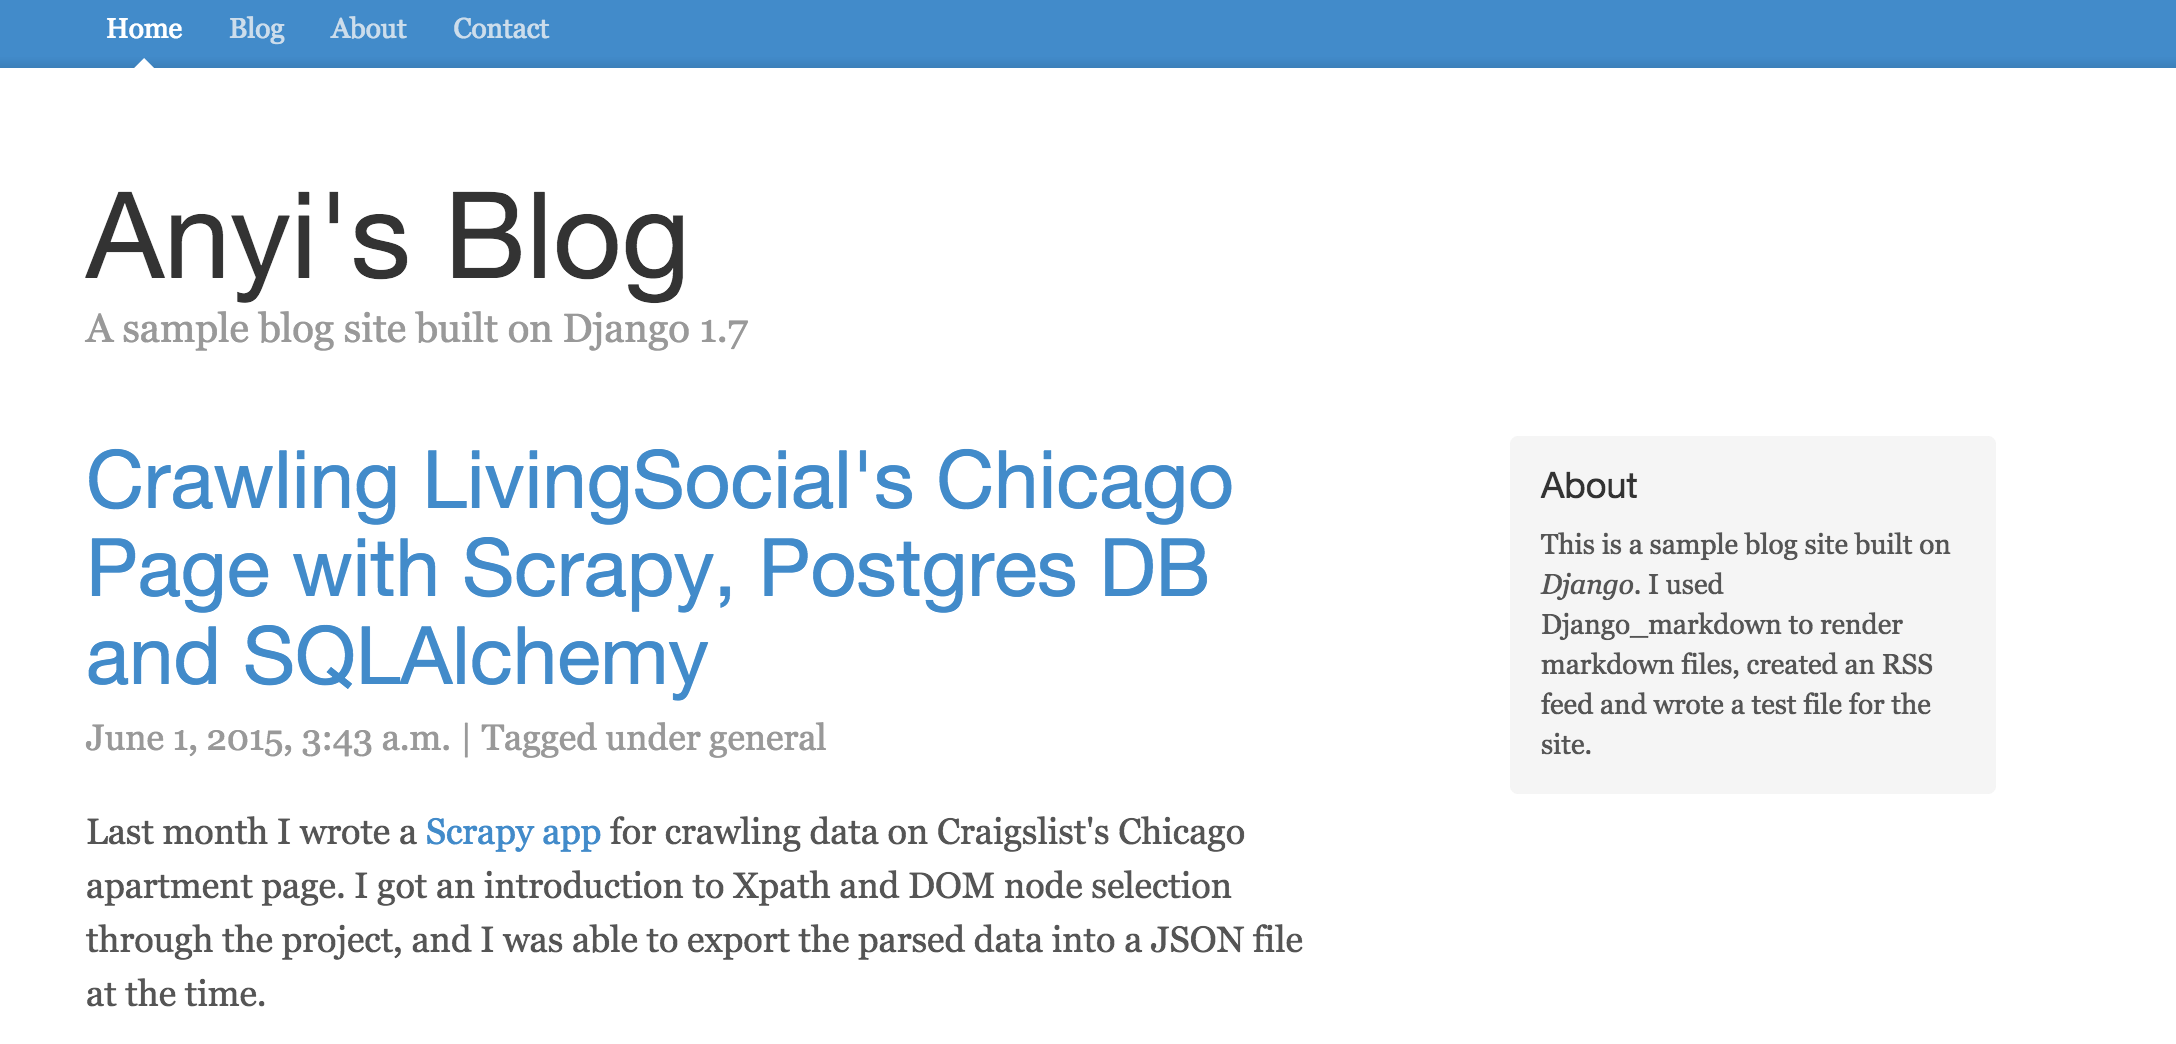 Home Blog About Contact
Anyi's Blog
A sample blog site built on Django 1.7
Crawling LivingSocial's Chicago
Page with Scrapy, Postgres DB
and SQLAlchemy
June 1, 2015, 3:43 a.m. | Tagged under general
Last month I wrote a Scrapy app for crawling data on Craigslist's Chicago
apartment page. I got an introduction to Xpath and DOM node selection
through the project, and I was able to export the parsed data into a JSON file
at the time.
About
This is a sample blog site built on
Django. I used
Django_markdown to render
markdown files, created an RSS
feed and wrote a test file for the
site.